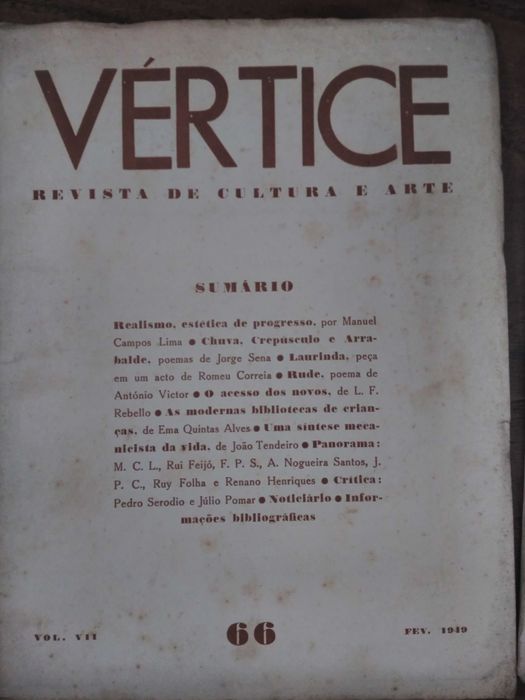 VÉRTICE
REVISTA DE CULTURA E ARTE
SUMÁRIO
Realismo, estética de progresso, por Manuel
Campos Lima ● Chuva, Crepúsculo e Arra-
balde, poemas de Jorge Sena ● Laurinda, peça
em um acto de Romeu Correia ● Rude, poema de
António Victor ● O acesso dos novos, de L. F.
Rebello ● As modernas bibliotecas de crian-
ças, de Ema Quintas Alves ● Uma síntese meca-
nicista da vida, de João Tendeiro ● Panorama:
M. C. L., Rui Feijó, F. P. S., A. Nogueira Santos, J.
P. C., Ruy Folha e Renano Henriques ● Crítica:
Pedro Serodio e Júlio Pomar ● Noticiário ● Infor-
mações bibliográficas
VOL. VII
66
FEV. 1949